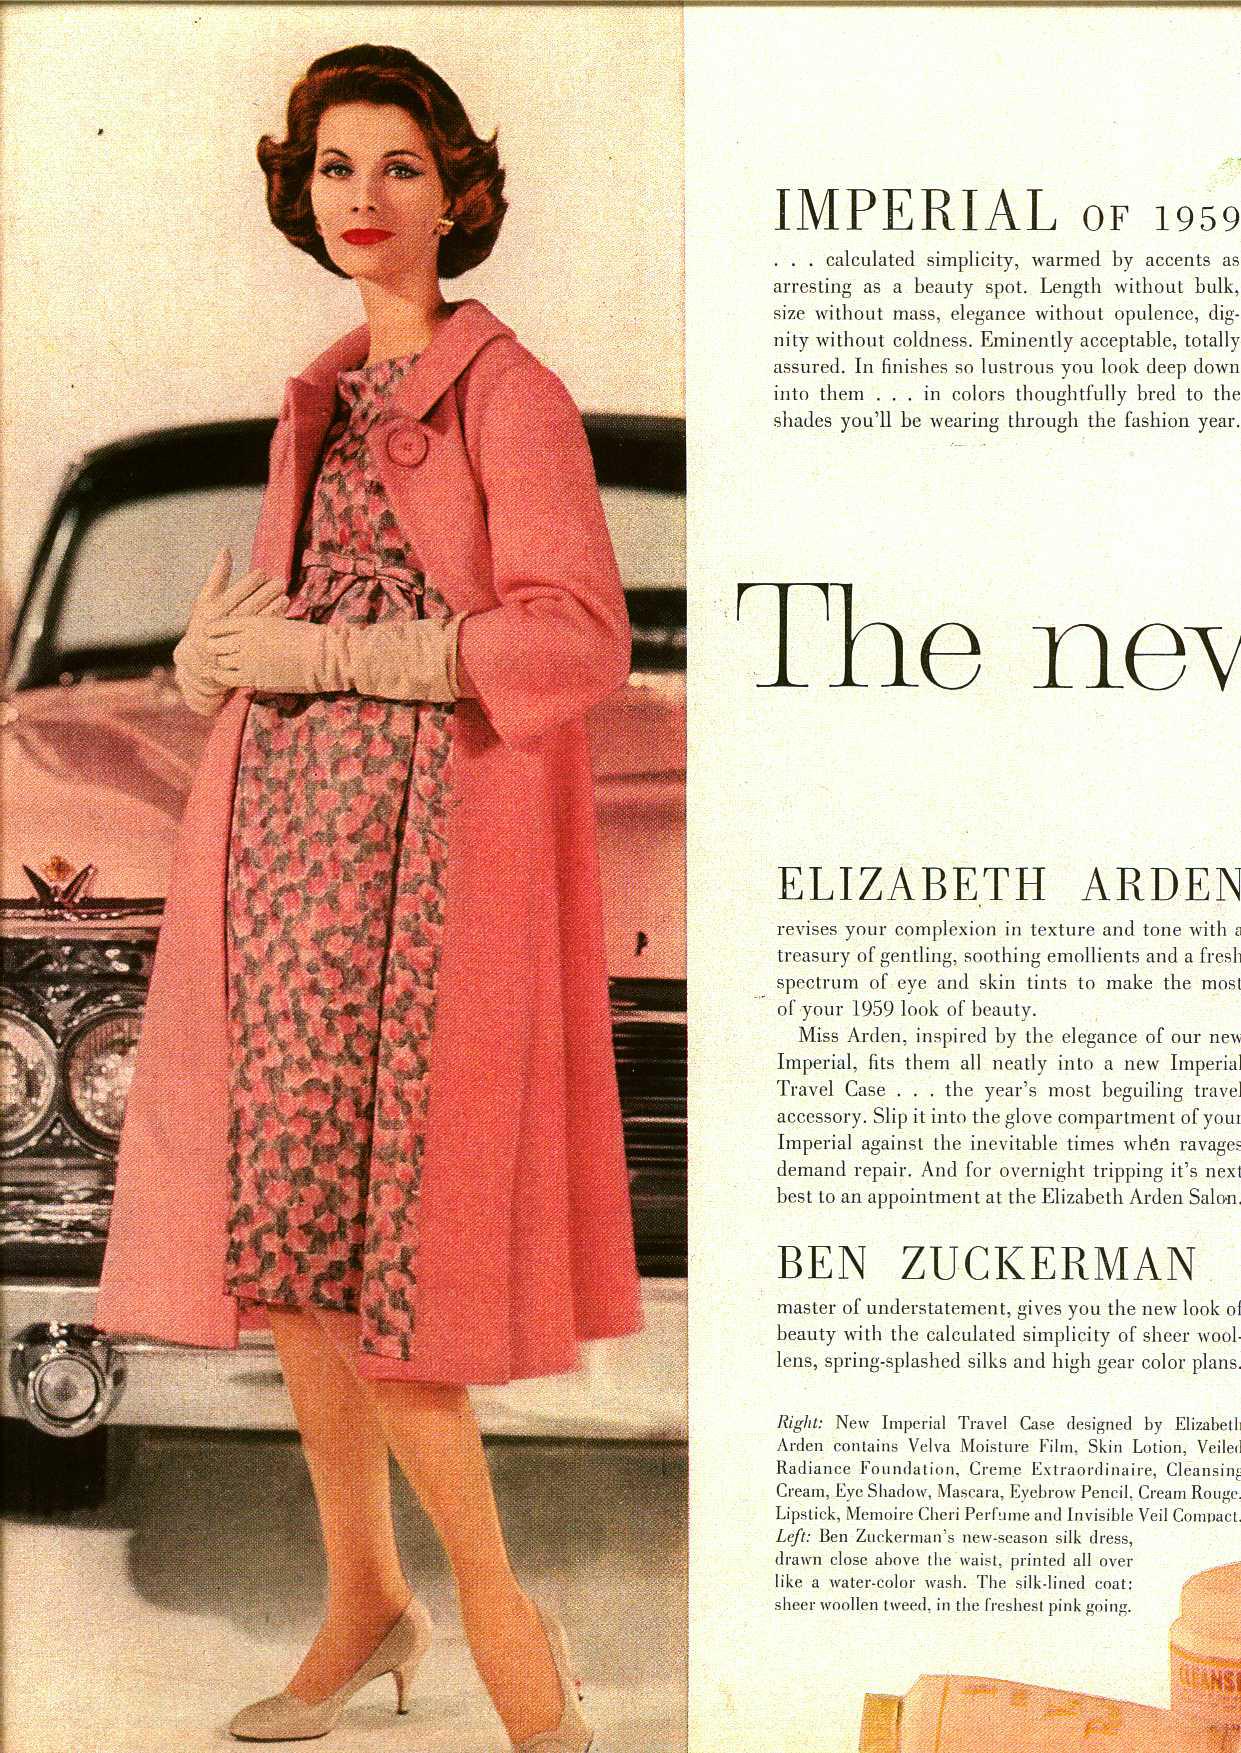 IMPERIAL OF 1959
. . . calculated simplicity, warmed by accents as
arresting as a beauty spot. Length without bulk,
size without mass, elegance without opulence, dig-
nity without coldness. Eminently acceptable, totally
assured. In finishes so lustrous you look deep down
into them . . . in colors thoughtfully bred to the
shades you'll be wearing through the fashion year.
The new
ELIZABETH ARDEN
revises your complexion in texture and tone with a
treasury of gentling, soothing emollients and a fresh
spectrum of eye and skin tints to make the most
of your 1959 look of beauty.
Miss Arden, inspired by the elegance of our new
Imperial, fits them all neatly into a new Imperial
Travel Case . . . the year's most beguiling travel
accessory. Slip it into the glove compartment of your
Imperial against the inevitable times when ravages
demand repair. And for overnight tripping it's next
best to an appointment at the Elizabeth Arden Salon.
BEN ZUCKERMAN
master of understatement, gives you the new look of
beauty with the calculated simplicity of sheer wool-
lens, spring-splashed silks and high gear color plans.
Right: New Imperial Travel Case designed by Elizabeth
Arden contains Velva Moisture Film, Skin Lotion, Veiled
Radiance Foundation, Creme Extraordinaire, Cleansing
Cream, Eye Shadow, Mascara, Eyebrow Pencil, Cream Rouge,
Lipstick, Memoire Cheri Perfume and Invisible Veil Compact.
Left: Ben Zuckerman's new-season silk dress,
drawn close above the waist, printed all over
like a water-color wash. The silk-lined coat:
sheer woollen tweed, in the freshest pink going.
CLEANS